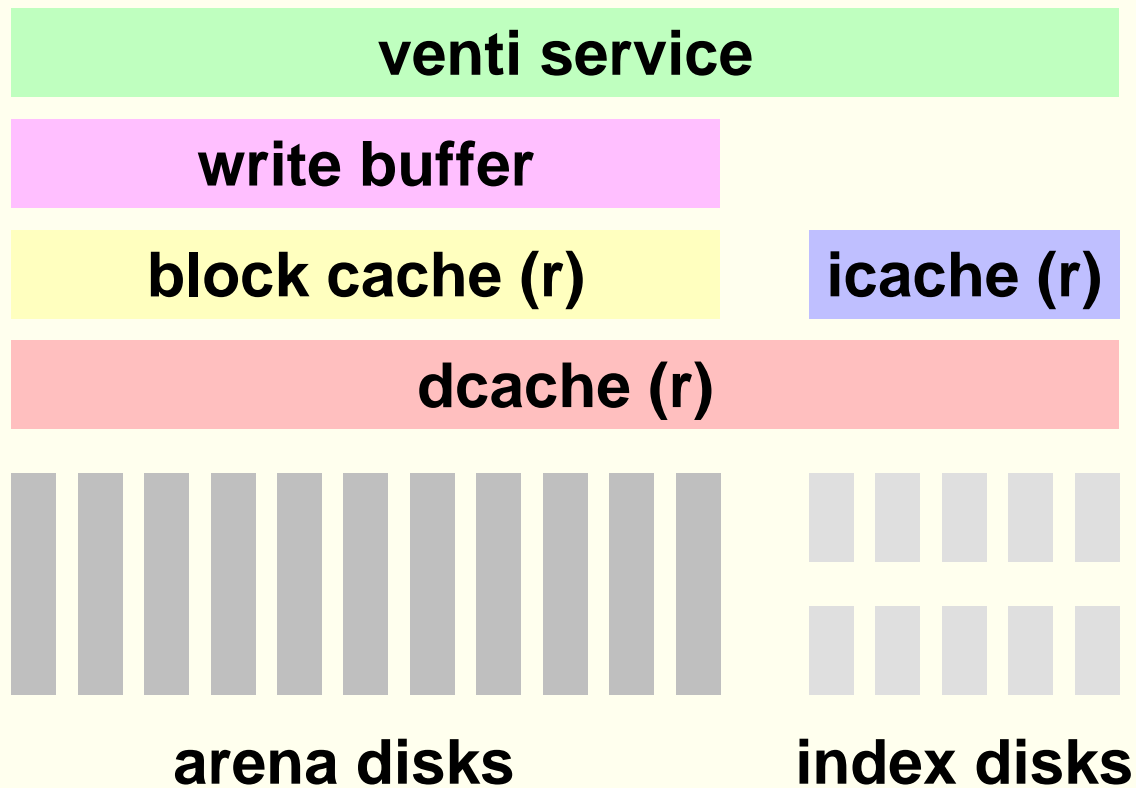 venti service
write buffer
block cache (r)
icache (r)
dcache (r)
arena disks
index disks